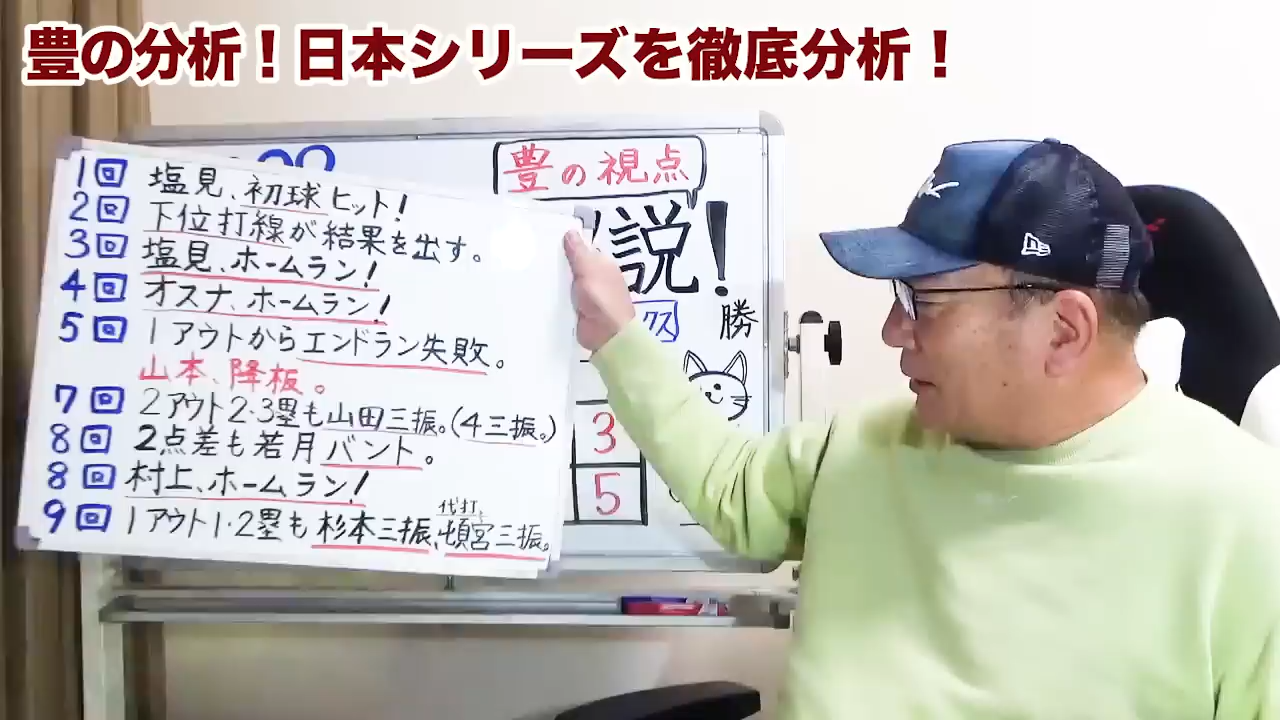 豊の分析！日本シリーズを徹底分析！
豊の視点
説!
クス
勝
3
5
1回 塩見、初球ヒット!
2回 下位打線が結果を出す。
3回 塩見、ホームラン!
4回 オスナ、ホームラン!
5回 1アウトからエンドラン失敗。
山本、降板。
7回 2アウト2・3塁も山田三振。(4三振。)
8回 2点差も若月バント。
8回 村上、ホームラン!
代打、
9回 1アウト1・2塁も杉本三振、頓宮三振。